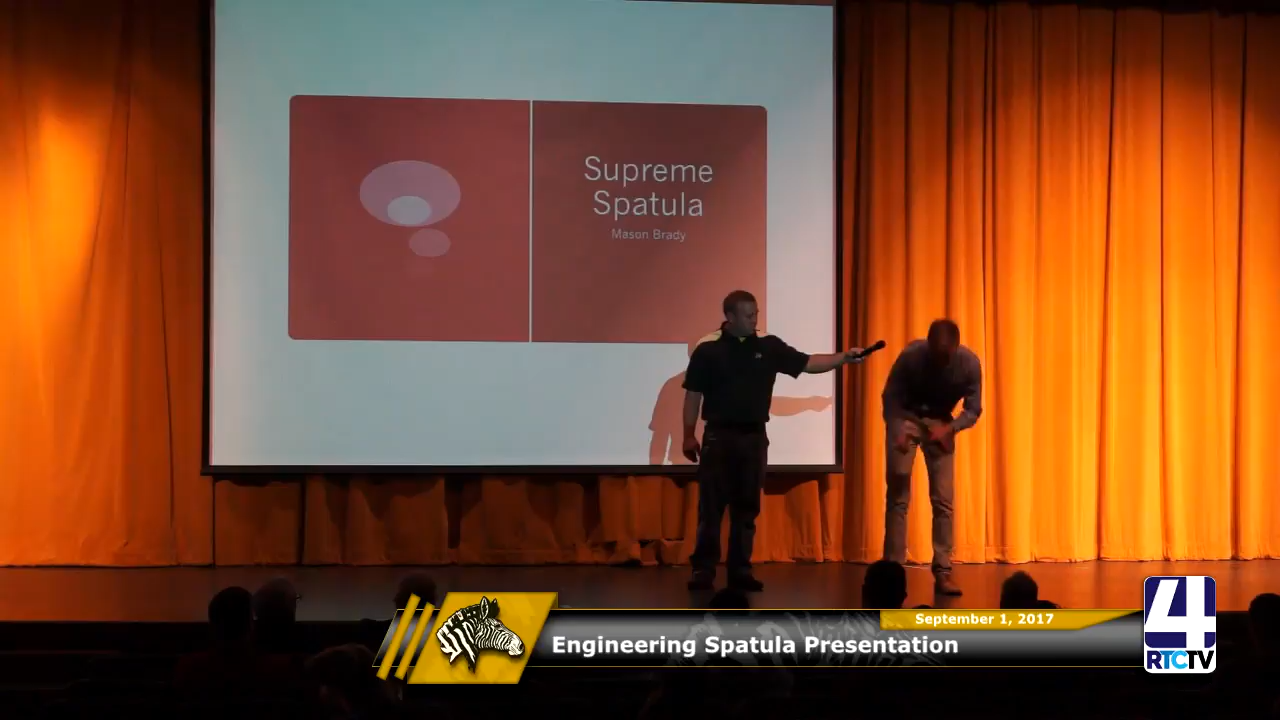 Supreme
Spatula
Mason Brady
September 1, 2017
Engineering Spatula Presentation
4
RTCTV